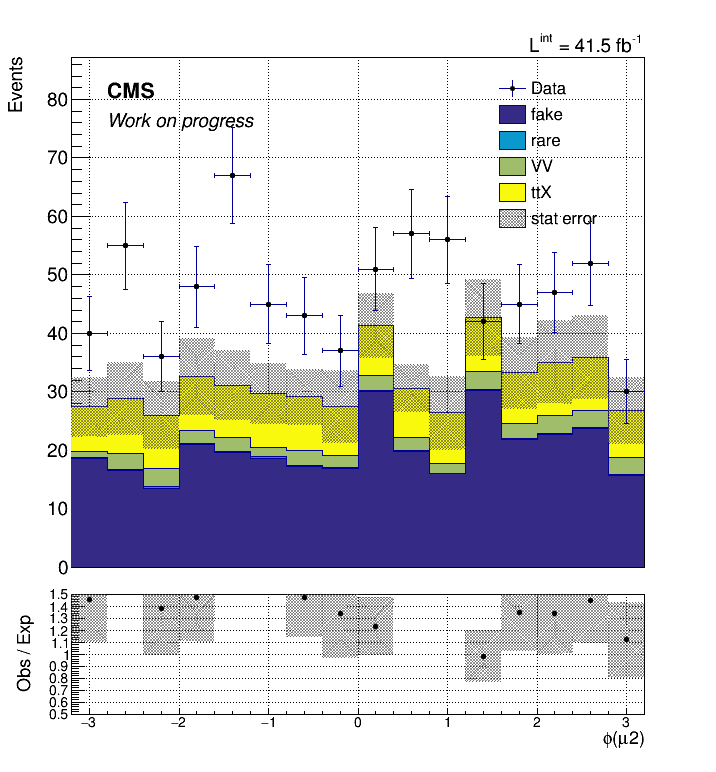 L^int = 41.5 fb^-1
Events
CMS
Work on progress
Data
fake
rare
VV
ttX
stat error
80
70
60
50
40
30
20
10
0
Obs / Exp
1.5
1.4
1.3
1.2
1.1
1
0.9
0.8
0.7
0.6
0.5
−3 −2 −1 0 1 2 3
ϕ(μ2)